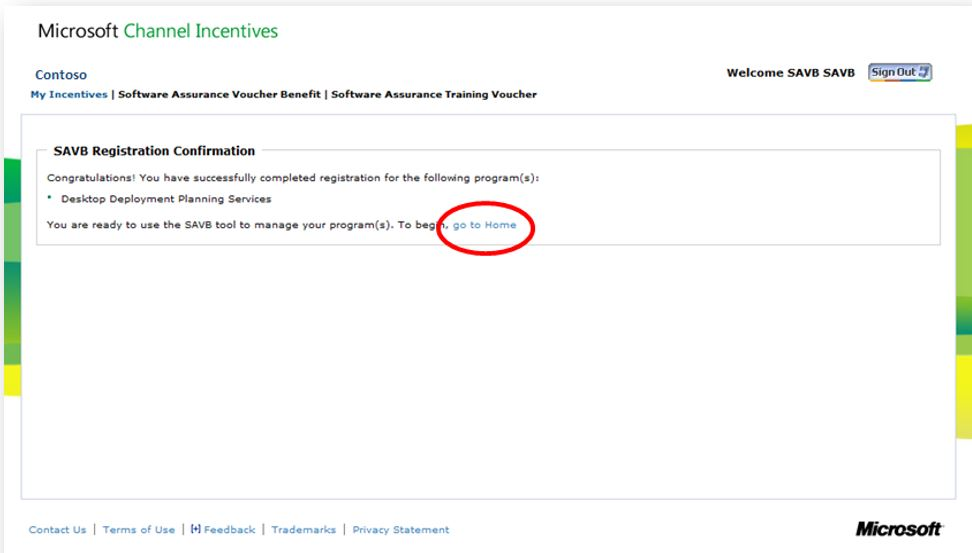 Microsoft Channel Incentives
Contoso
Welcome SAVB SAVB
Sign Out
My Incentives | Software Assurance Voucher Benefit | Software Assurance Training Voucher
SAVB Registration Confirmation
Congratulations! You have successfully completed registration for the following program(s):
• Desktop Deployment Planning Services
You are ready to use the SAVB tool to manage your program(s). To begin, go to Home
Contact Us | Terms of Use | [+] Feedback | Trademarks | Privacy Statement
Microsoft